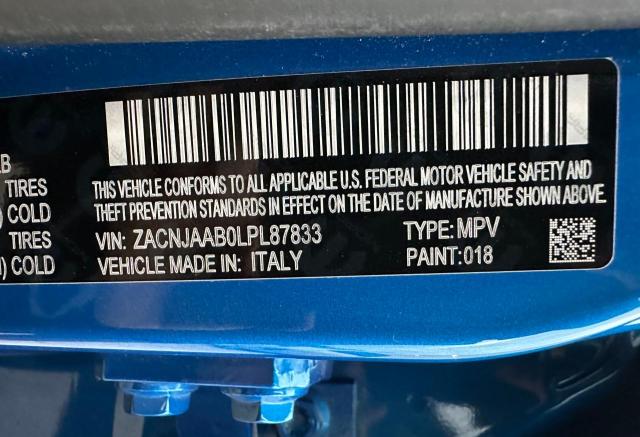 LB
TIRES
COLD
TIRES
) COLD
THIS VEHICLE CONFORMS TO ALL APPLICABLE U.S. FEDERAL MOTOR VEHICLE SAFETY AND
THEFT PREVENTION STANDARDS IN EFFECT ON THE DATE OF MANUFACTURE SHOWN ABOVE.
VIN: ZACNJAAB0LPL87833 TYPE: MPV
VEHICLE MADE IN: ITALY PAINT: 018